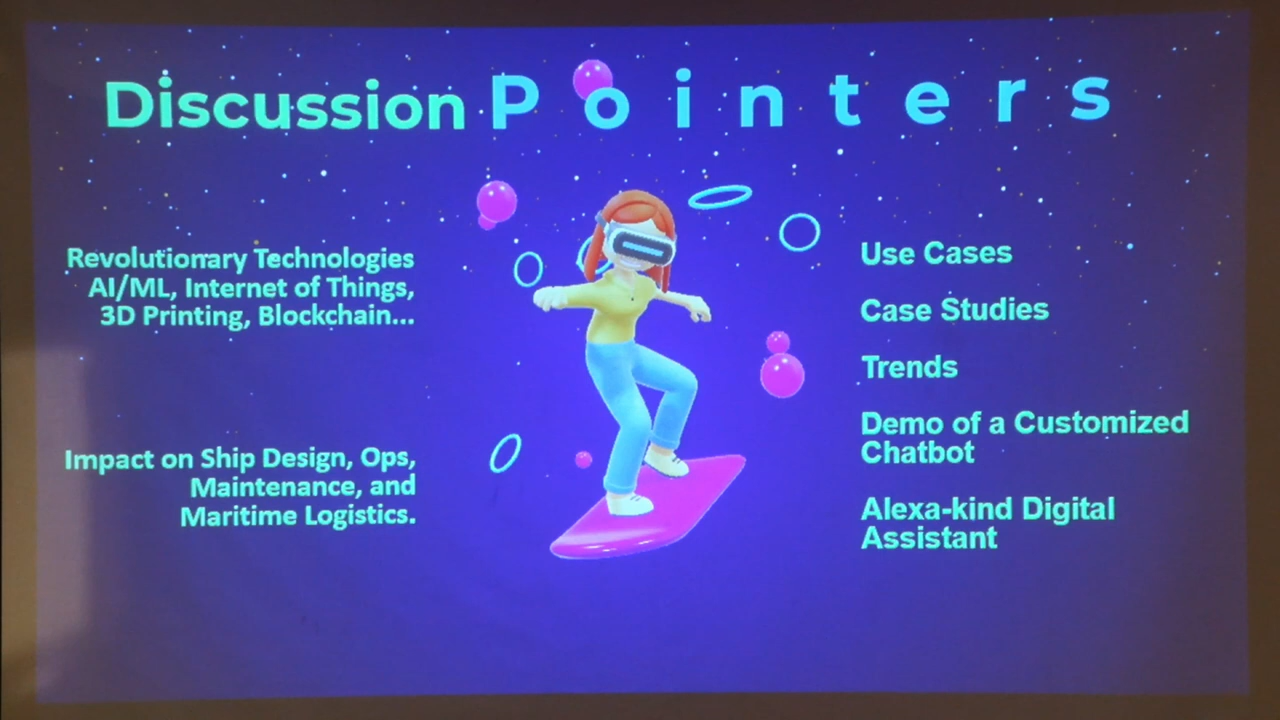 Discussion Pointers
Revolutionary Technologies
AI/ML, Internet of Things,
3D Printing, Blockchain...
Impact on Ship Design, Ops,
Maintenance, and
Maritime Logistics.
Use Cases
Case Studies
Trends
Demo of a Customized
Chatbot
Alexa-kind Digital
Assistant